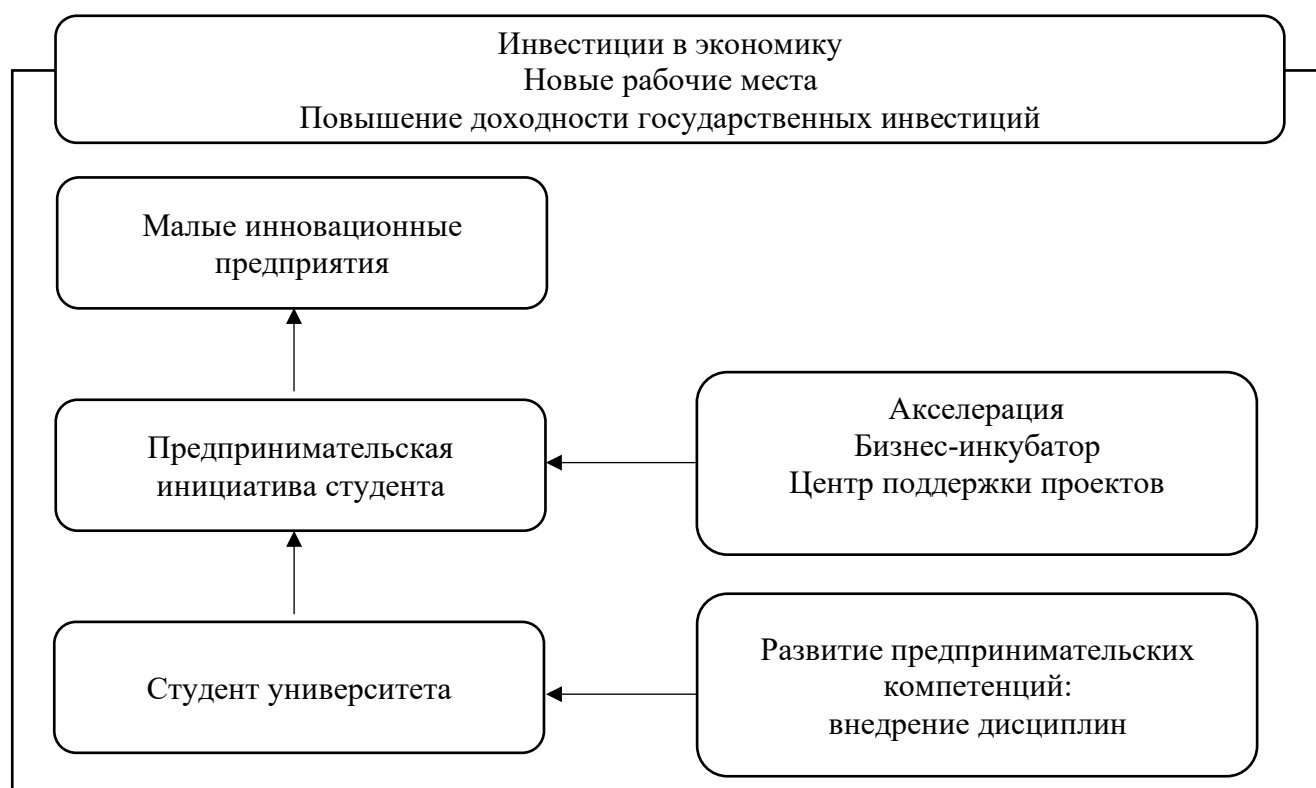 Инвестиции в экономику
Новые рабочие места
Повышение доходности государственных инвестиций
Малые инновационные
предприятия
Предпринимательская
инициатива студента
Акселерация
Бизнес-инкубатор
Центр поддержки проектов
Студент университета
Развитие предпринимательских
компетенций:
внедрение дисциплин